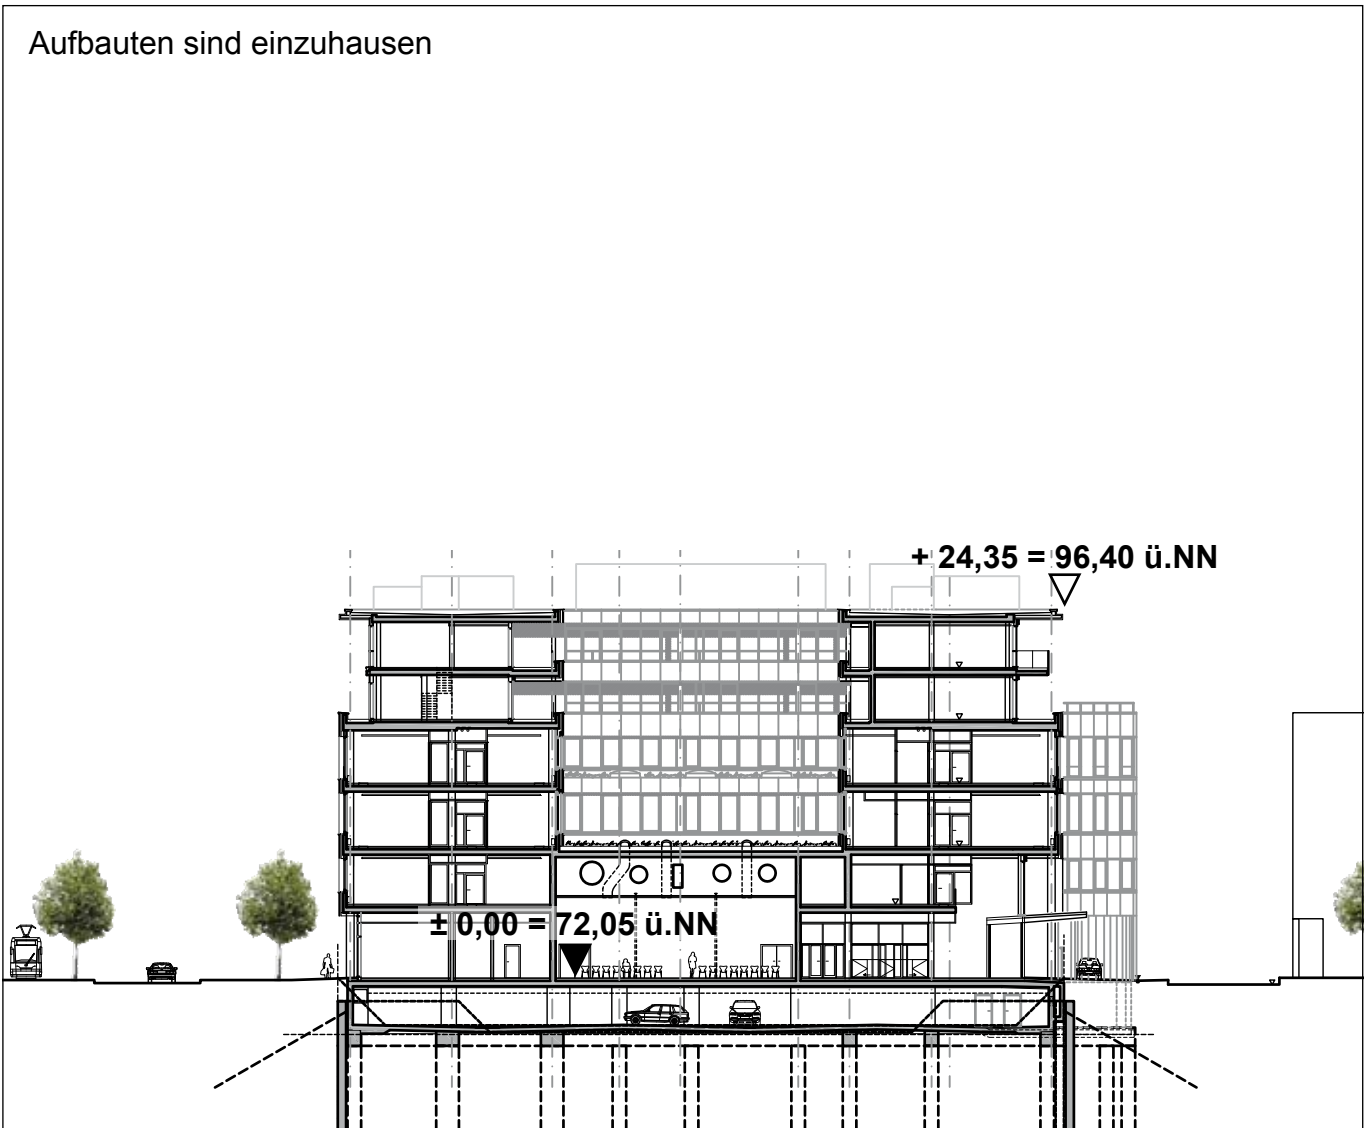 Aufbauten sind einzuhausen
+ 24,35 = 96,40 ü.NN
± 0,00 = 72,05 ü.NN